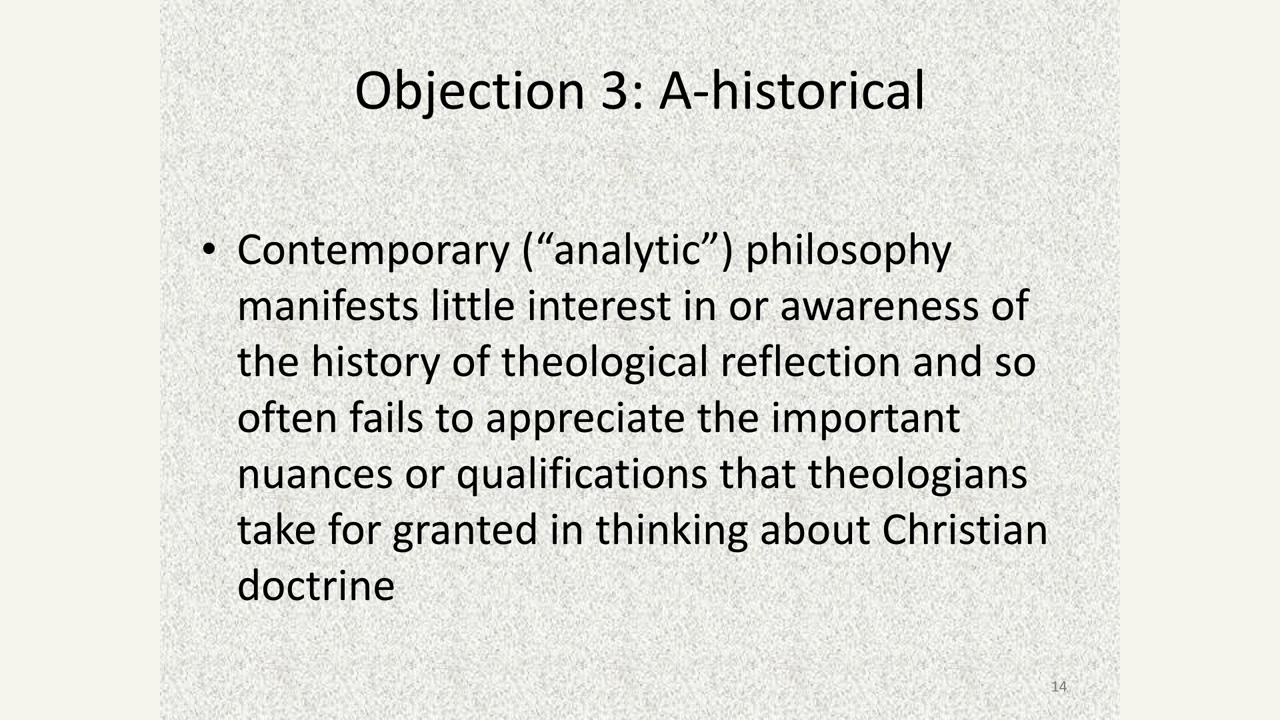 Objection 3: A-historical
• Contemporary (“analytic”) philosophy
manifests little interest in or awareness of
the history of theological reflection and so
often fails to appreciate the important
nuances or qualifications that theologians
take for granted in thinking about Christian
doctrine
14